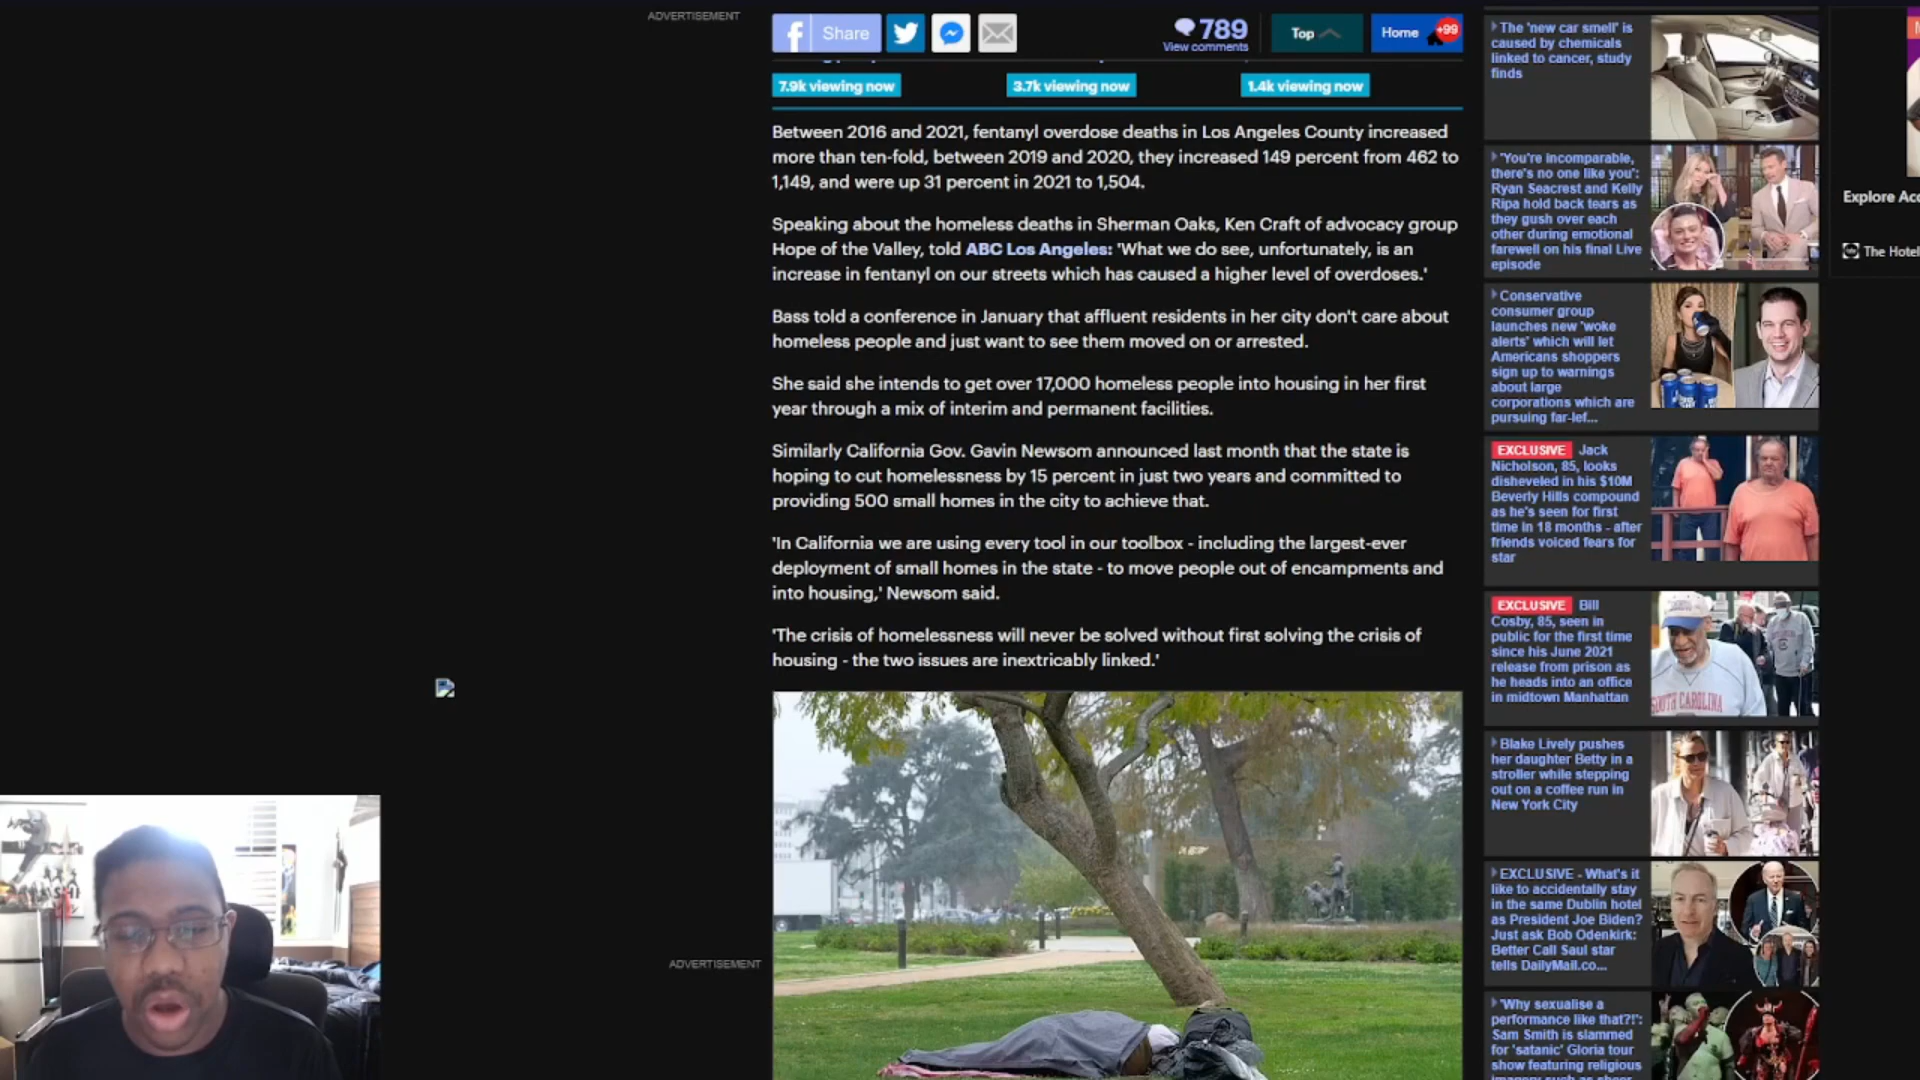 ADVERTISEMENT
Share
789
View comments
Top
Home
+99
7.9k viewing now
3.7k viewing now
1.4k viewing now
Between 2016 and 2021, fentanyl overdose deaths in Los Angeles County increased
more than ten-fold, between 2019 and 2020, they increased 149 percent from 462 to
1,149, and were up 31 percent in 2021 to 1,504.
Speaking about the homeless deaths in Sherman Oaks, Ken Craft of advocacy group
Hope of the Valley, told ABC Los Angeles: 'What we do see, unfortunately, is an
increase in fentanyl on our streets which has caused a higher level of overdoses.'
Bass told a conference in January that affluent residents in her city don't care about
homeless people and just want to see them moved on or arrested.
She said she intends to get over 17,000 homeless people into housing in her first
year through a mix of interim and permanent facilities.
Similarly California Gov. Gavin Newsom announced last month that the state is
hoping to cut homelessness by 15 percent in just two years and committed to
providing 500 small homes in the city to achieve that.
'In California we are using every tool in our toolbox - including the largest-ever
deployment of small homes in the state - to move people out of encampments and
into housing,' Newsom said.
'The crisis of homelessness will never be solved without first solving the crisis of
housing - the two issues are inextricably linked.'
ADVERTISEMENT
The 'new car smell' is
caused by chemicals
linked to cancer, study
finds
'You're incomparable,
there's no one like you':
Ryan Seacrest and Kelly
Ripa hold back tears as
they gush over each
other during emotional
farewell on his final Live
episode
Conservative
consumer group
launches new 'woke
alerts' which will let
Americans shoppers
sign up to warnings
about large
corporations which are
pursuing far-lef...
EXCLUSIVE Jack
Nicholson, 85, looks
disheveled in his $10M
Beverly Hills compound
as he's seen for first
time in 18 months - after
friends voiced fears for
star
EXCLUSIVE Bill
Cosby, 85, seen in
public for the first time
since his June 2021
release from prison as
he heads into an office
in midtown Manhattan
SOUTH CAROLINA
Blake Lively pushes
her daughter Betty in a
stroller while stepping
out on a coffee run in
New York City
EXCLUSIVE - What's it
like to accidentally stay
in the same Dublin hotel
as President Joe Biden?
Just ask Bob Odenkirk:
Better Call Saul star
tells DailyMail.co...
'Why sexualise a
performance like that?!':
Sam Smith is slammed
for 'satanic' Gloria tour
show featuring religious
Explore Acc
The Hotel